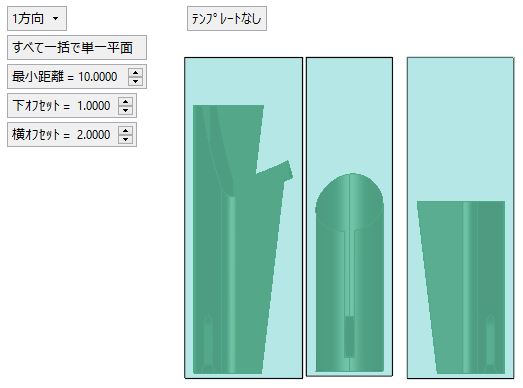 1方向
ﾃﾝﾌﾟﾚｰﾄなし
すべて一括で単一平面
最小距離 = 10.0000
下ｵﾌｾｯﾄ = 1.0000
横ｵﾌｾｯﾄ = 2.0000